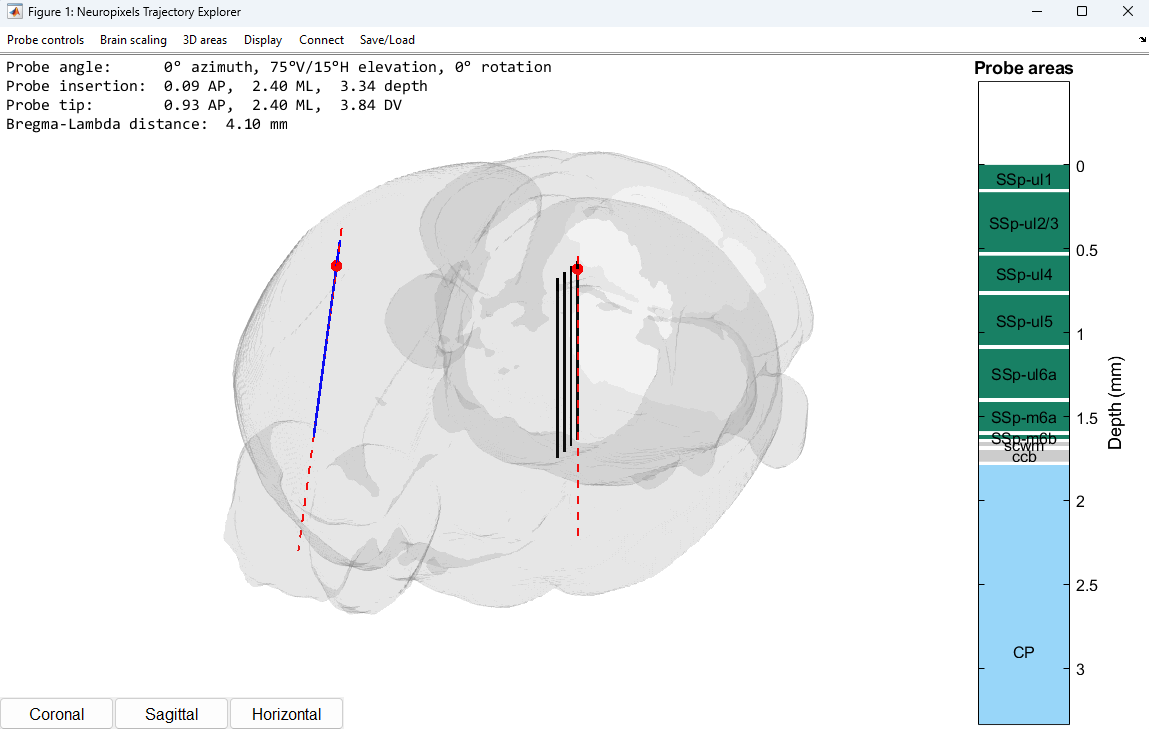 Figure 1: Neuropixels Trajectory Explorer
Probe controls Brain scaling 3D areas Display Connect Save/Load
Probe angle: 0° azimuth, 75°V/15°H elevation, 0° rotation
Probe insertion: 0.09 AP, 2.40 ML, 3.34 depth
Probe tip: 0.93 AP, 2.40 ML, 3.84 DV
Bregma-Lambda distance: 4.10 mm
Probe areas
0
SSp-ul1
SSp-ul2/3
0.5
SSp-ul4
SSp-ul5
1
SSp-ul6a
SSp-m6a
1.5
SSp-m6b
scwm
ccb
2
2.5
CP
3
Depth (mm)
Coronal Sagittal Horizontal